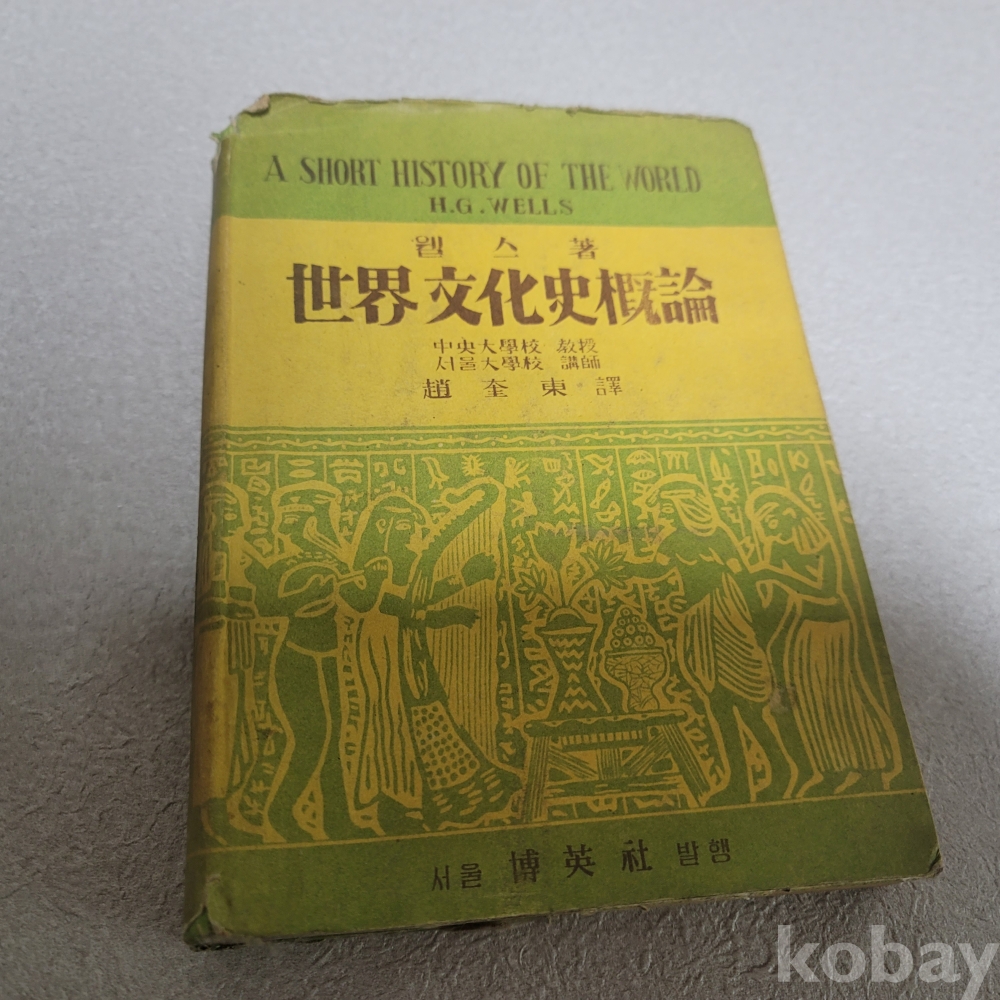 A SHORT HISTORY OF THE WORLD
H.G. WELLS
웰스 著
世界文化史槪論
中央大學校 敎授
서울大學校 講師
趙奎東 譯
서울 博英社 발행
kobay